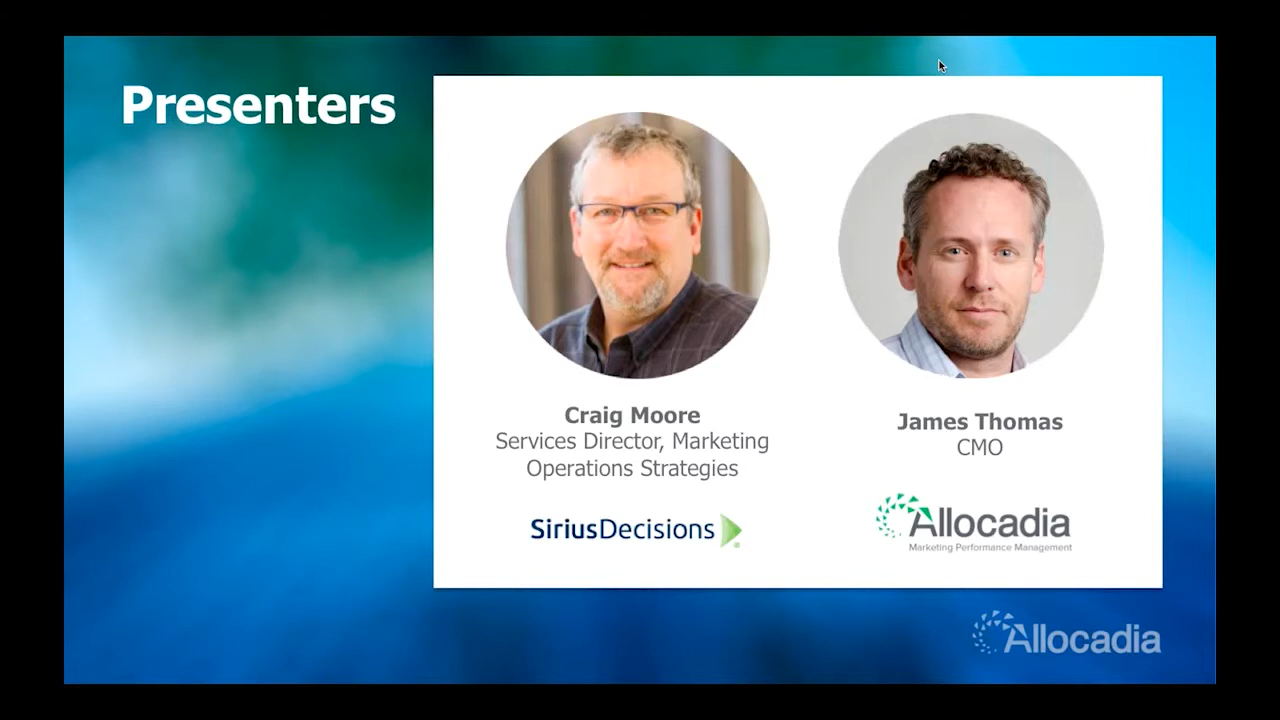 Presenters
Craig Moore
Services Director, Marketing
Operations Strategies
SiriusDecisions
James Thomas
CMO
Allocadia
Marketing Performance Management
Allocadia